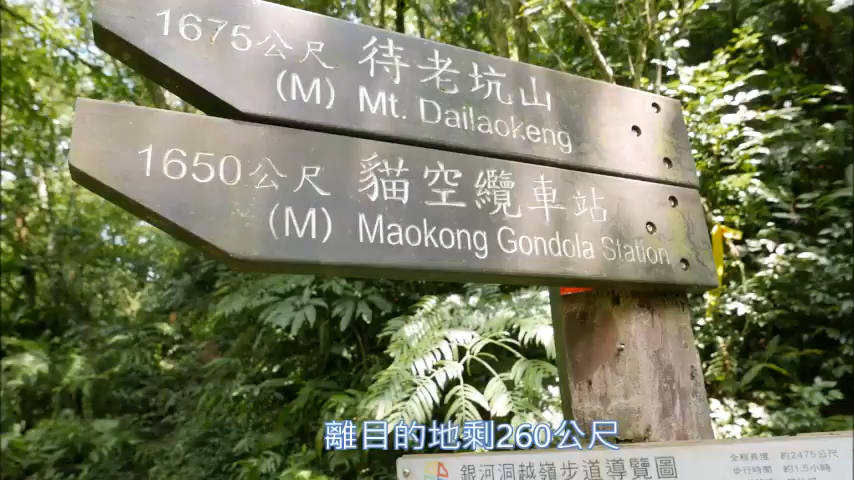 1675公尺 待老坑山
(M) Mt. Dailaokeng
1650公尺 貓空纜車站
(M) Maokong Gondola Station
離目的地剩260公尺
銀河洞越嶺步道導覽圖
全程長度 約2475公尺
步行時間 約1.5小時